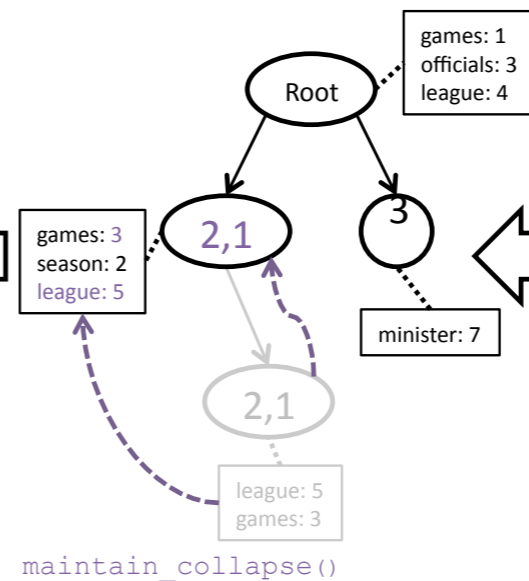 games: 1
officials: 3
league: 4
Root
games: 3
season: 2
league: 5
2,1
3
minister: 7
2,1
league: 5
games: 3
maintain_collapse()